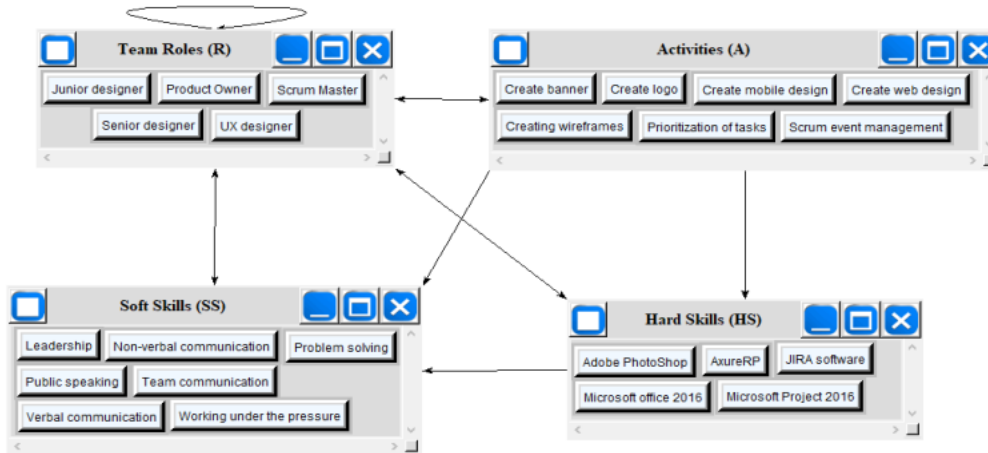 Team Roles (R)
Junior designer
Product Owner
Scrum Master
Senior designer
UX designer
Activities (A)
Create banner
Create logo
Create mobile design
Create web design
Creating wireframes
Prioritization of tasks
Scrum event management
Soft Skills (SS)
Leadership
Non-verbal communication
Problem solving
Public speaking
Team communication
Verbal communication
Working under the pressure
Hard Skills (HS)
Adobe PhotoShop
AxureRP
JIRA software
Microsoft office 2016
Microsoft Project 2016